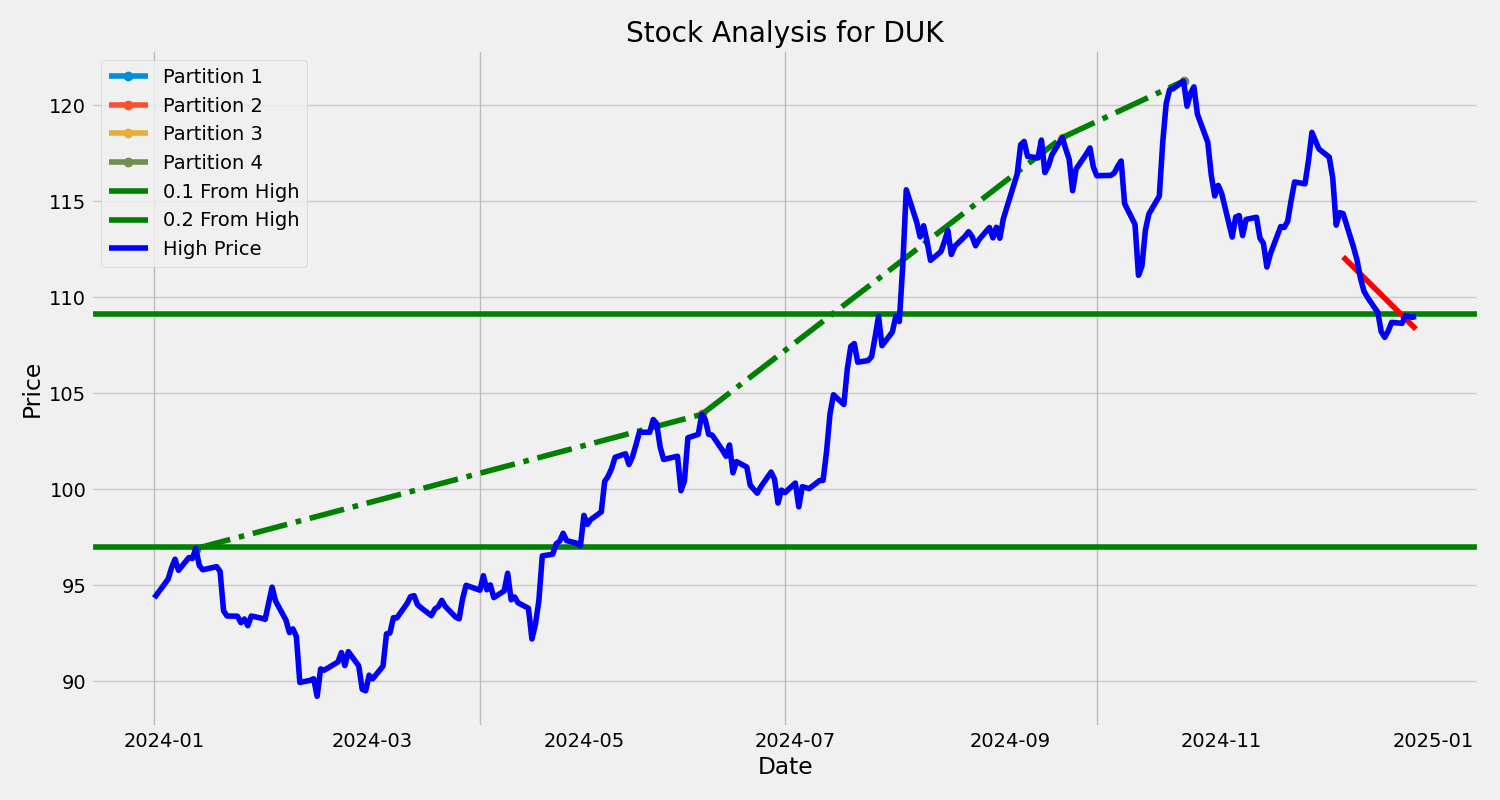 Stock Analysis for DUK
Partition 1
Partition 2
Partition 3
Partition 4
0.1 From High
0.2 From High
High Price
120
115
110
105
100
95
90
Price
2024-01
2024-03
2024-05
2024-07
2024-09
2024-11
2025-01
Date